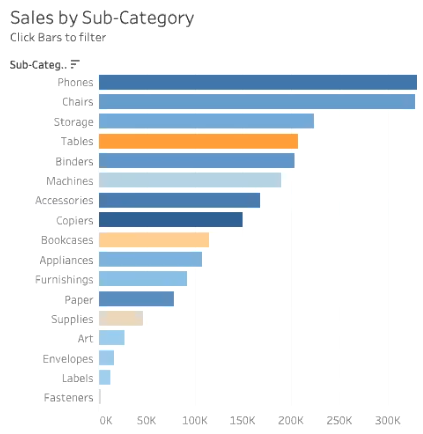 Sales by Sub-Category
Click Bars to filter
Sub-Categ..
Phones
Chairs
Storage
Tables
Binders
Machines
Accessories
Copiers
Bookcases
Appliances
Furnishings
Paper
Supplies
Art
Envelopes
Labels
Fasteners
0K 50K 100K 150K 200K 250K 300K